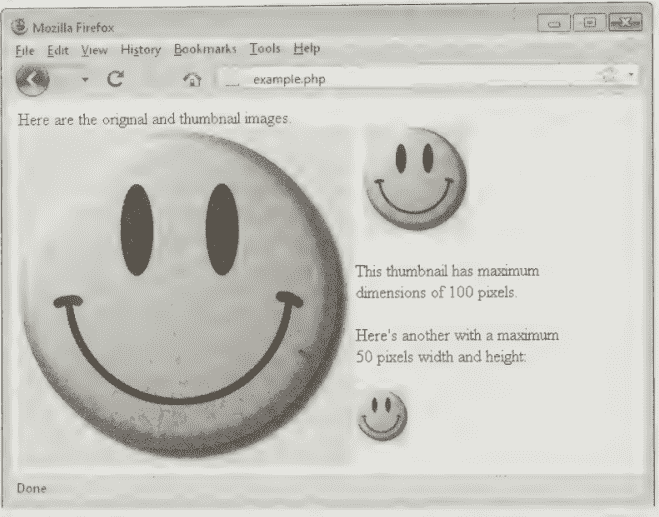 Mozilla Firefox
File Edit View History Bookmarks Tools Help
example.php
Here are the original and thumbnail images.
This thumbnail has maximum
dimensions of 100 pixels.
Here's another with a maximum
50 pixels width and height:
Done